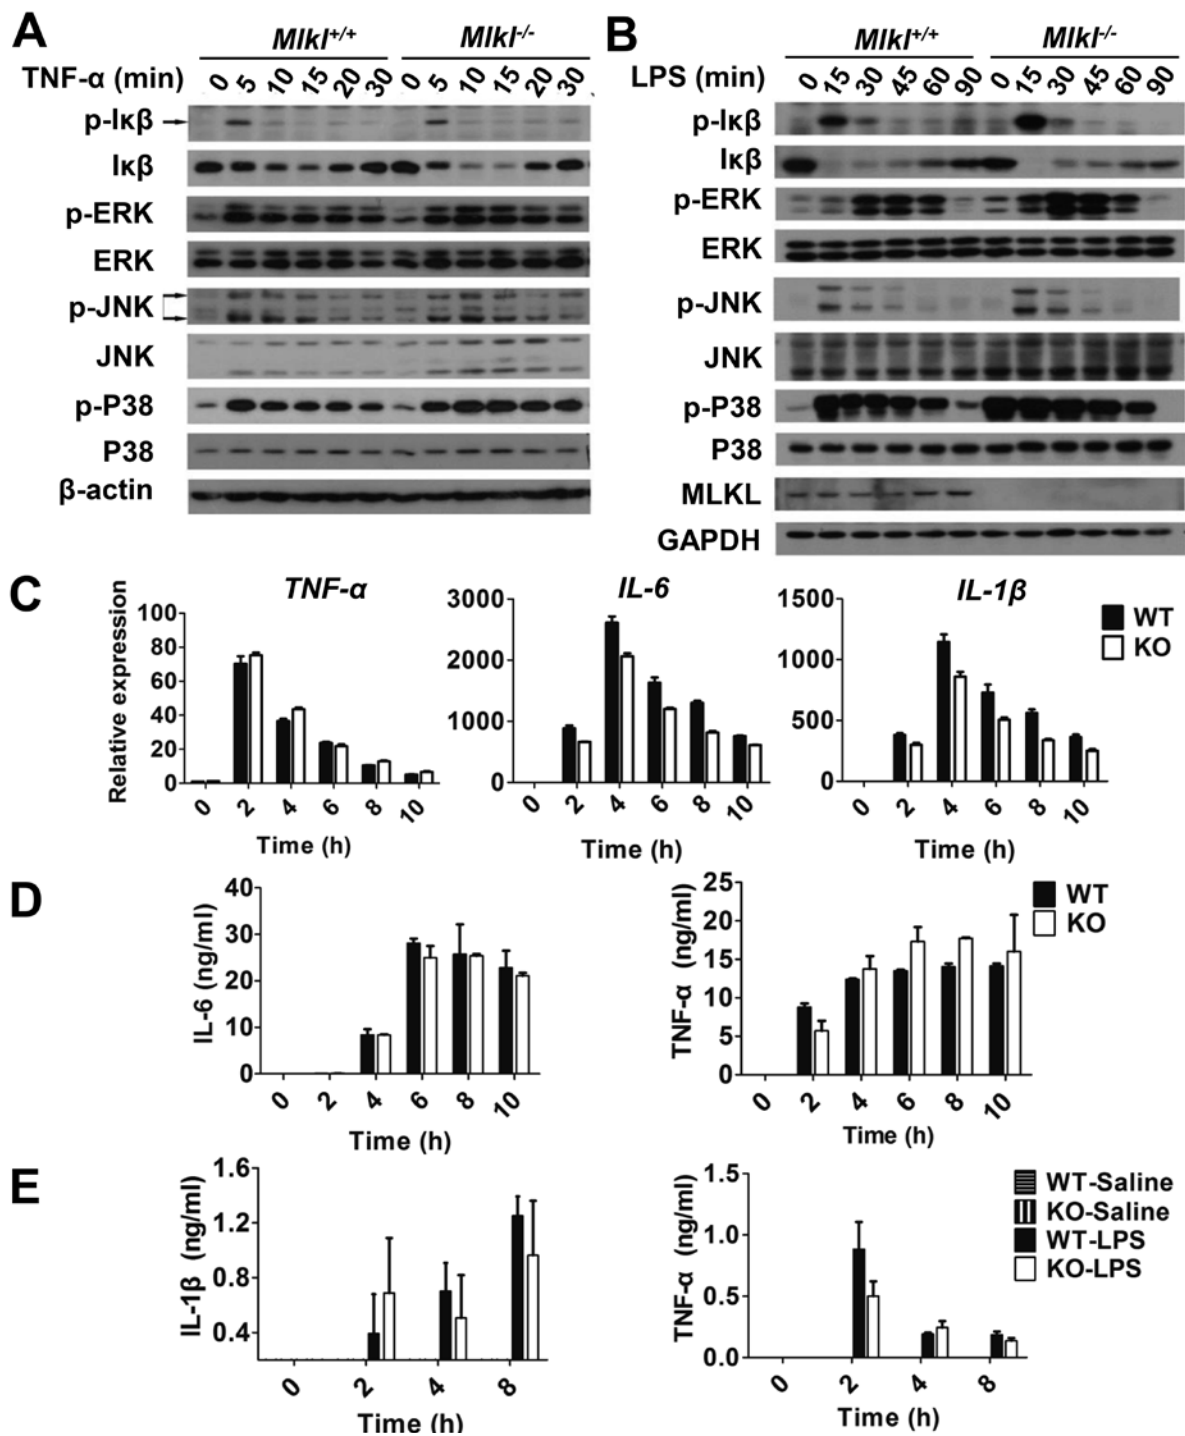 A
Mlkl+/+ Mlkl-/-
TNF-α (min) 0 5 10 15 20 30 0 5 10 15 20 30
p-Iκβ
Iκβ
p-ERK
ERK
p-JNK
JNK
p-P38
P38
β-actin
B
Mlkl+/+ Mlkl-/-
LPS (min) 0 15 30 45 60 90 0 15 30 45 60 90
p-Iκβ
Iκβ
p-ERK
ERK
p-JNK
JNK
p-P38
P38
MLKL
GAPDH
C
TNF-α
Relative expression
100
80
60
40
20
0
0 2 4 6 8 10
Time (h)
IL-6
3000
2000
1000
0
0 2 4 6 8 10
Time (h)
IL-1β
1500
1000
500
0
0 2 4 6 8 10
Time (h)
WT
KO
D
IL-6 (ng/ml)
40
30
20
10
0
0 2 4 6 8 10
Time (h)
TNF-α (ng/ml)
25
20
15
10
5
0
0 2 4 6 8 10
Time (h)
WT
KO
E
IL-1β (ng/ml)
1.6
1.2
0.8
0.4
0 2 4 8
Time (h)
TNF-α (ng/ml)
1.5
1.0
0.5
0.0
0 2 4 8
Time (h)
WT-Saline
KO-Saline
WT-LPS
KO-LPS